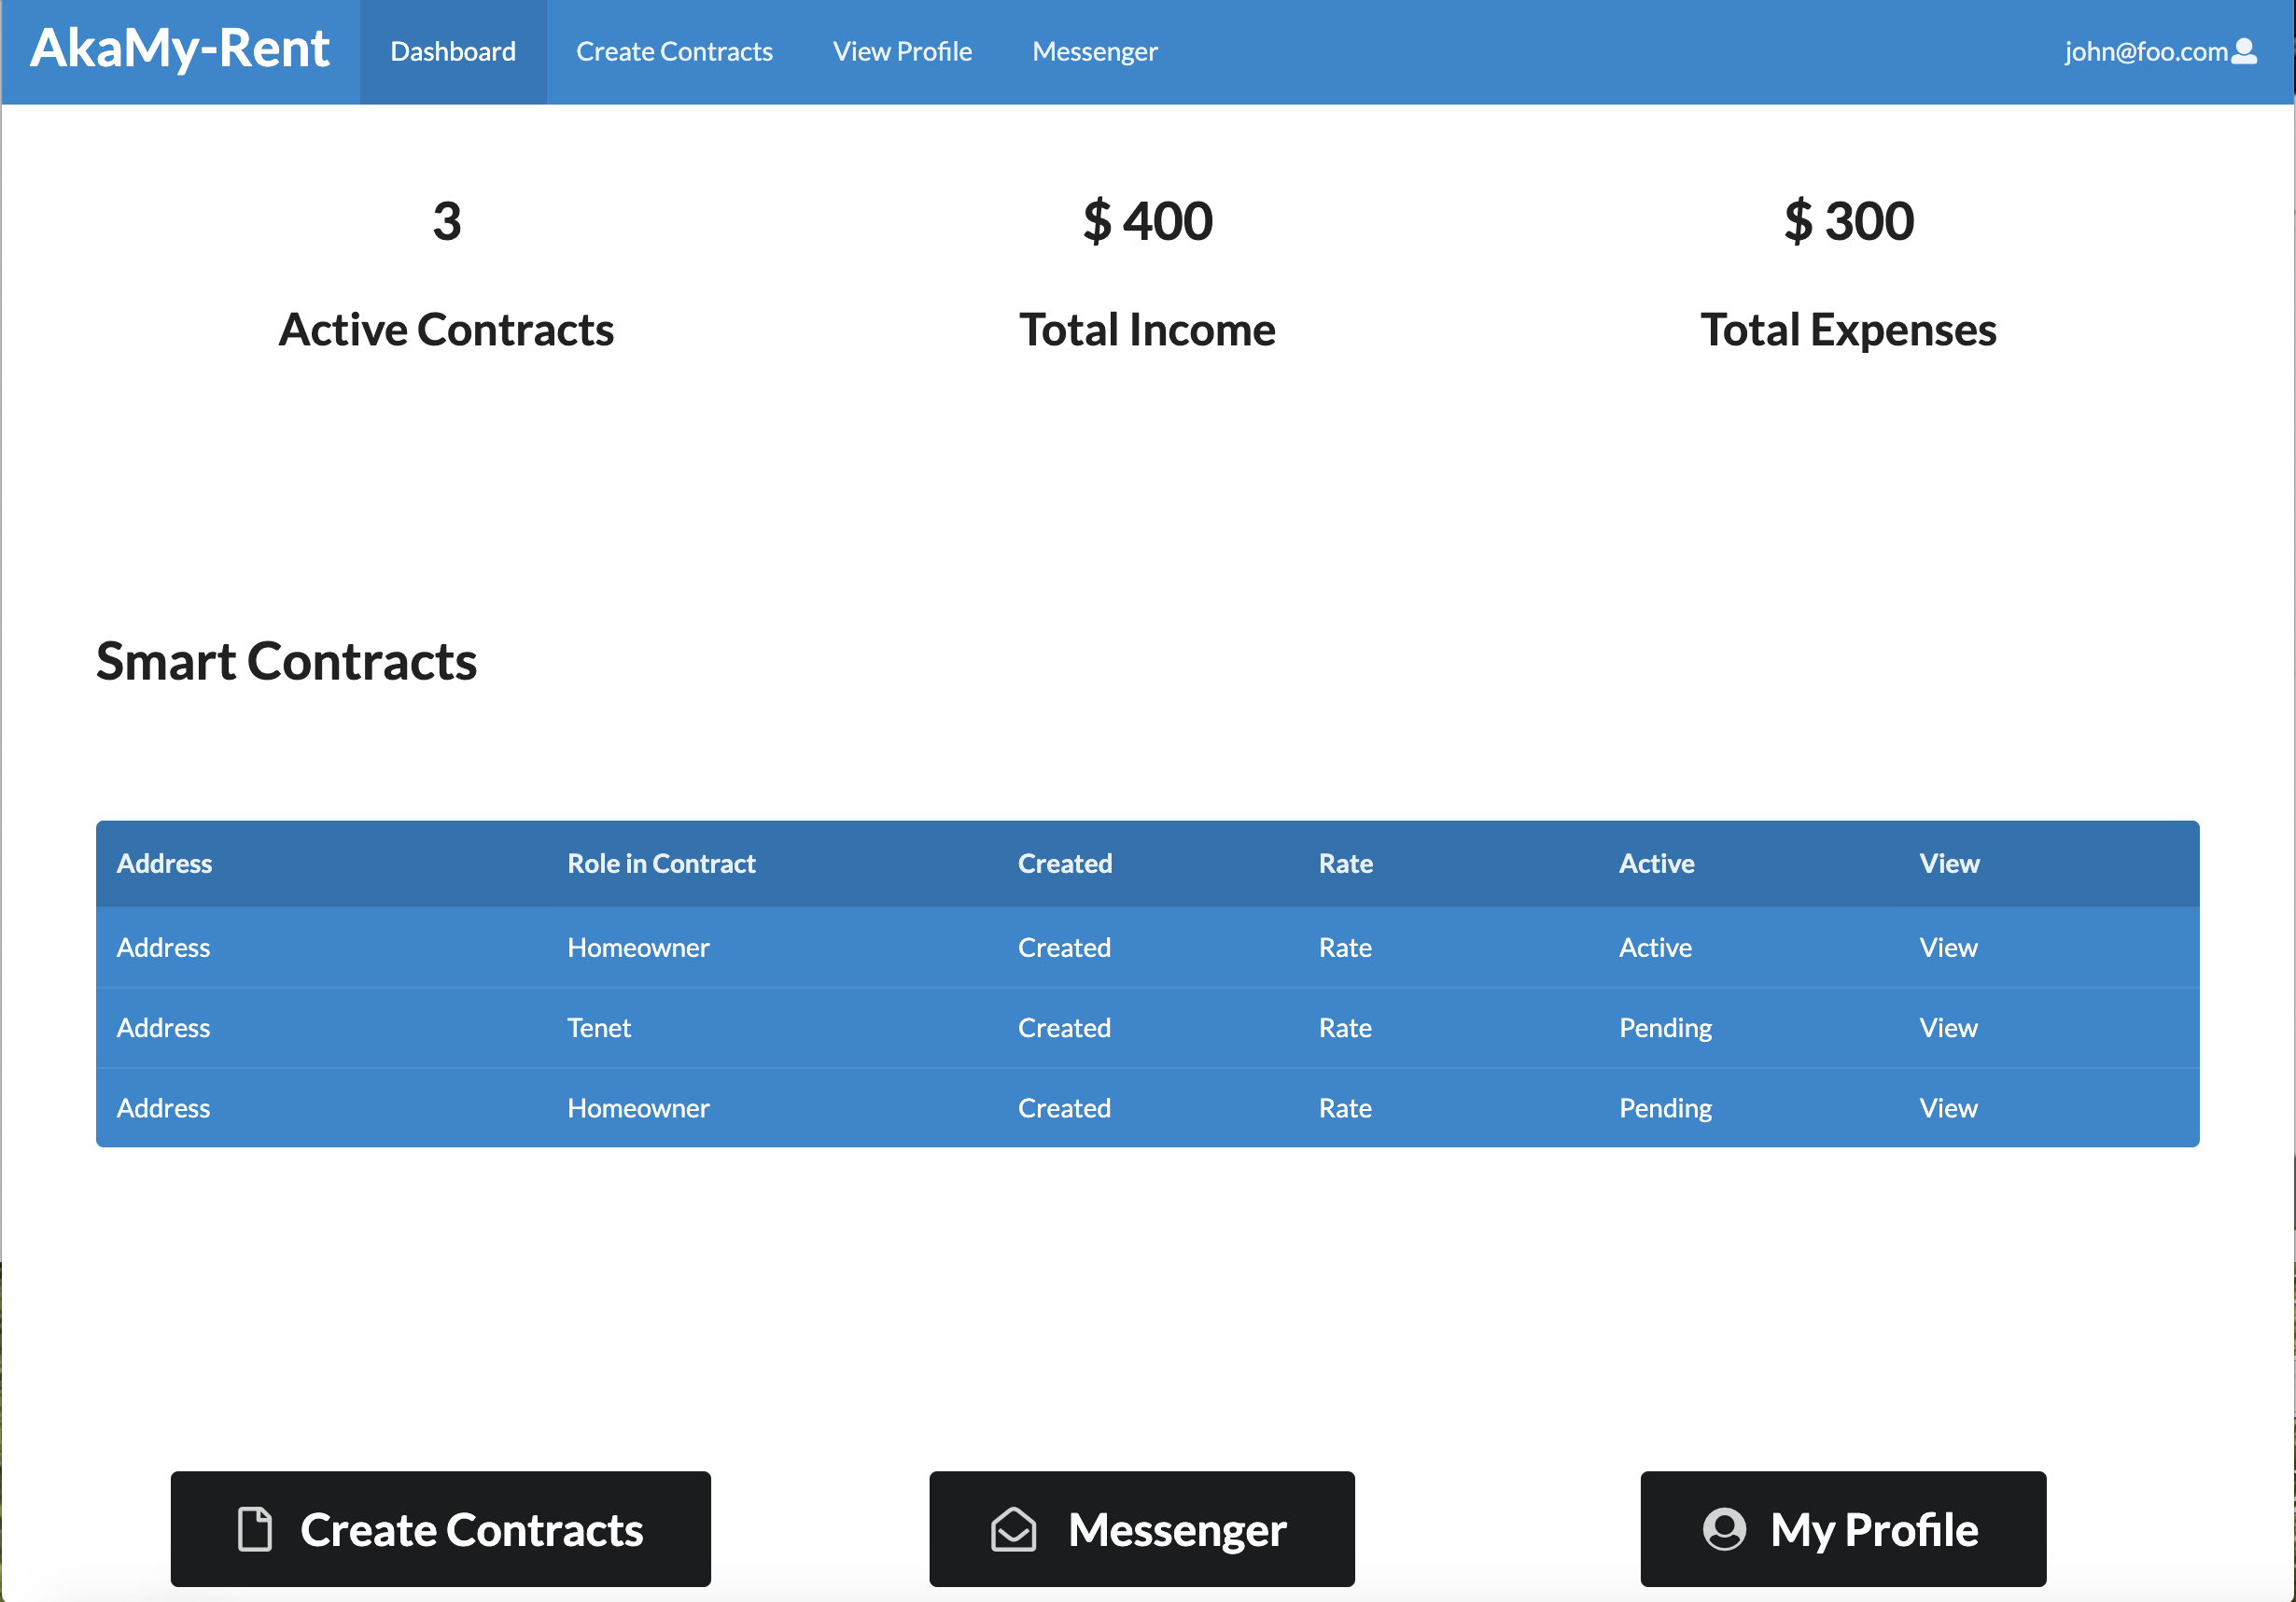 AkaMy-Rent Dashboard Create Contracts View Profile Messenger john@foo.com
3 $ 400 $ 300
Active Contracts Total Income Total Expenses
Smart Contracts
Address Role in Contract Created Rate Active View
Address Homeowner Created Rate Active View
Address Tenet Created Rate Pending View
Address Homeowner Created Rate Pending View
Create Contracts Messenger My Profile